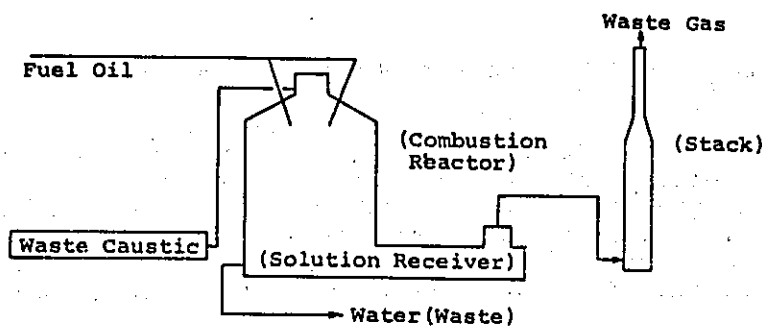 Waste Gas
Fuel Oil
(Combustion
Reactor)
(Stack)
Waste Caustic
(Solution Receiver)
Water(Waste)